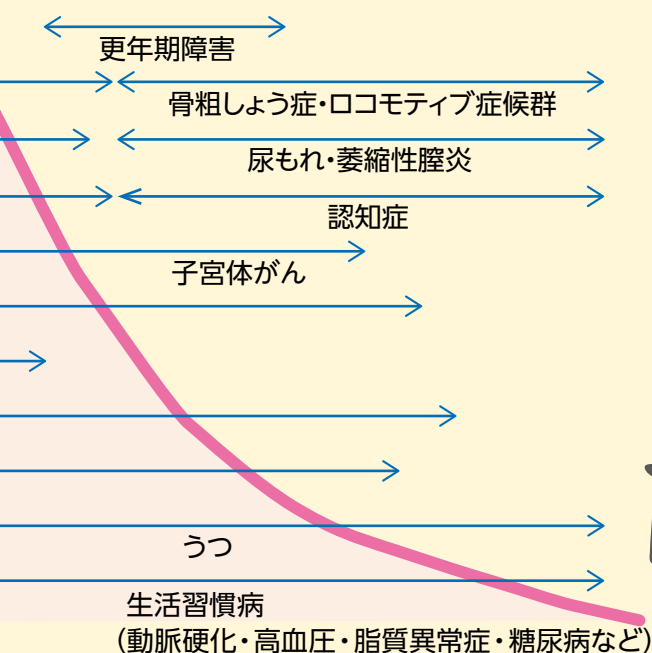 更年期障害
骨粗しょう症・ロコモティブ症候群
尿もれ・萎縮性膣炎
認知症
子宮体がん
うつ
生活習慣病
（動脈硬化・高血圧・脂質異常症・糖尿病など）